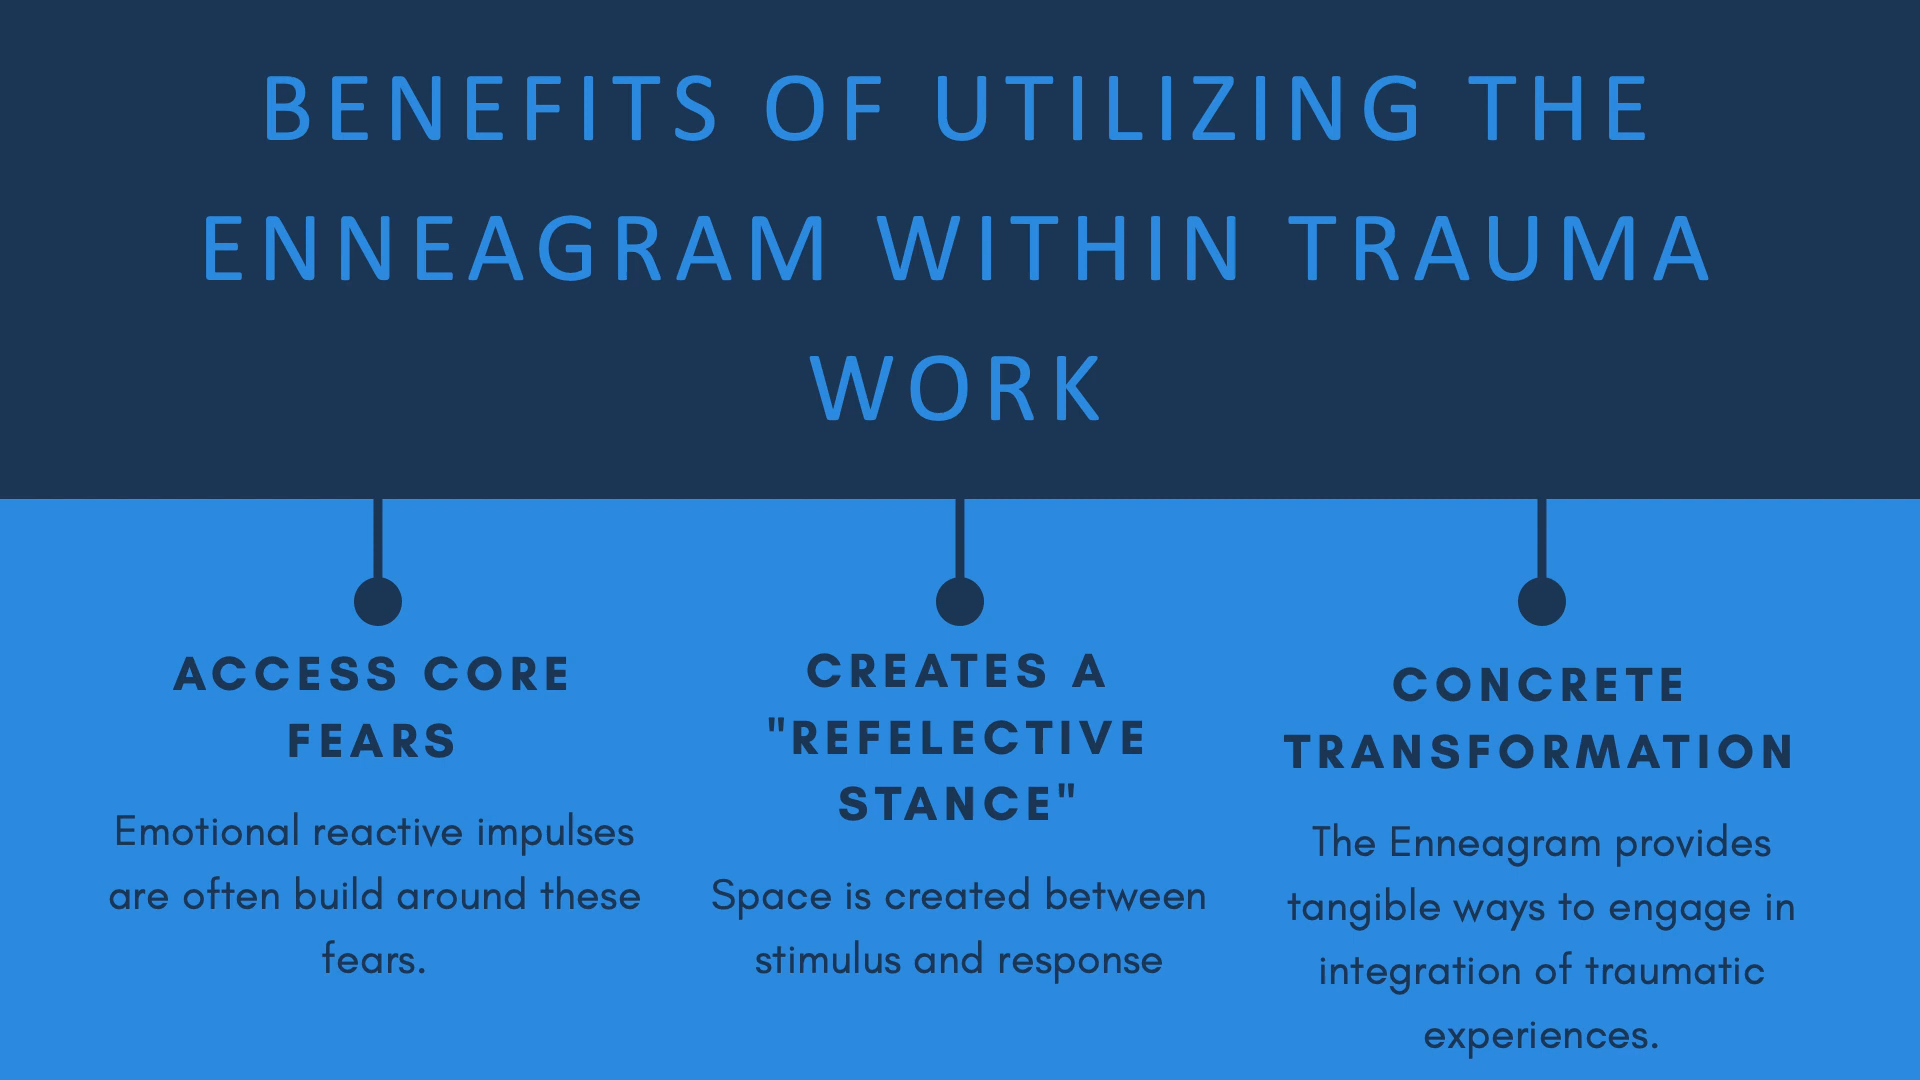 BENEFITS OF UTILIZING THE
ENNEAGRAM WITHIN TRAUMA
WORK
ACCESS CORE
FEARS
Emotional reactive impulses
are often build around these
fears.
CREATES A
"REFELECTIVE
STANCE"
Space is created between
stimulus and response
CONCRETE
TRANSFORMATION
The Enneagram provides
tangible ways to engage in
integration of traumatic
experiences.